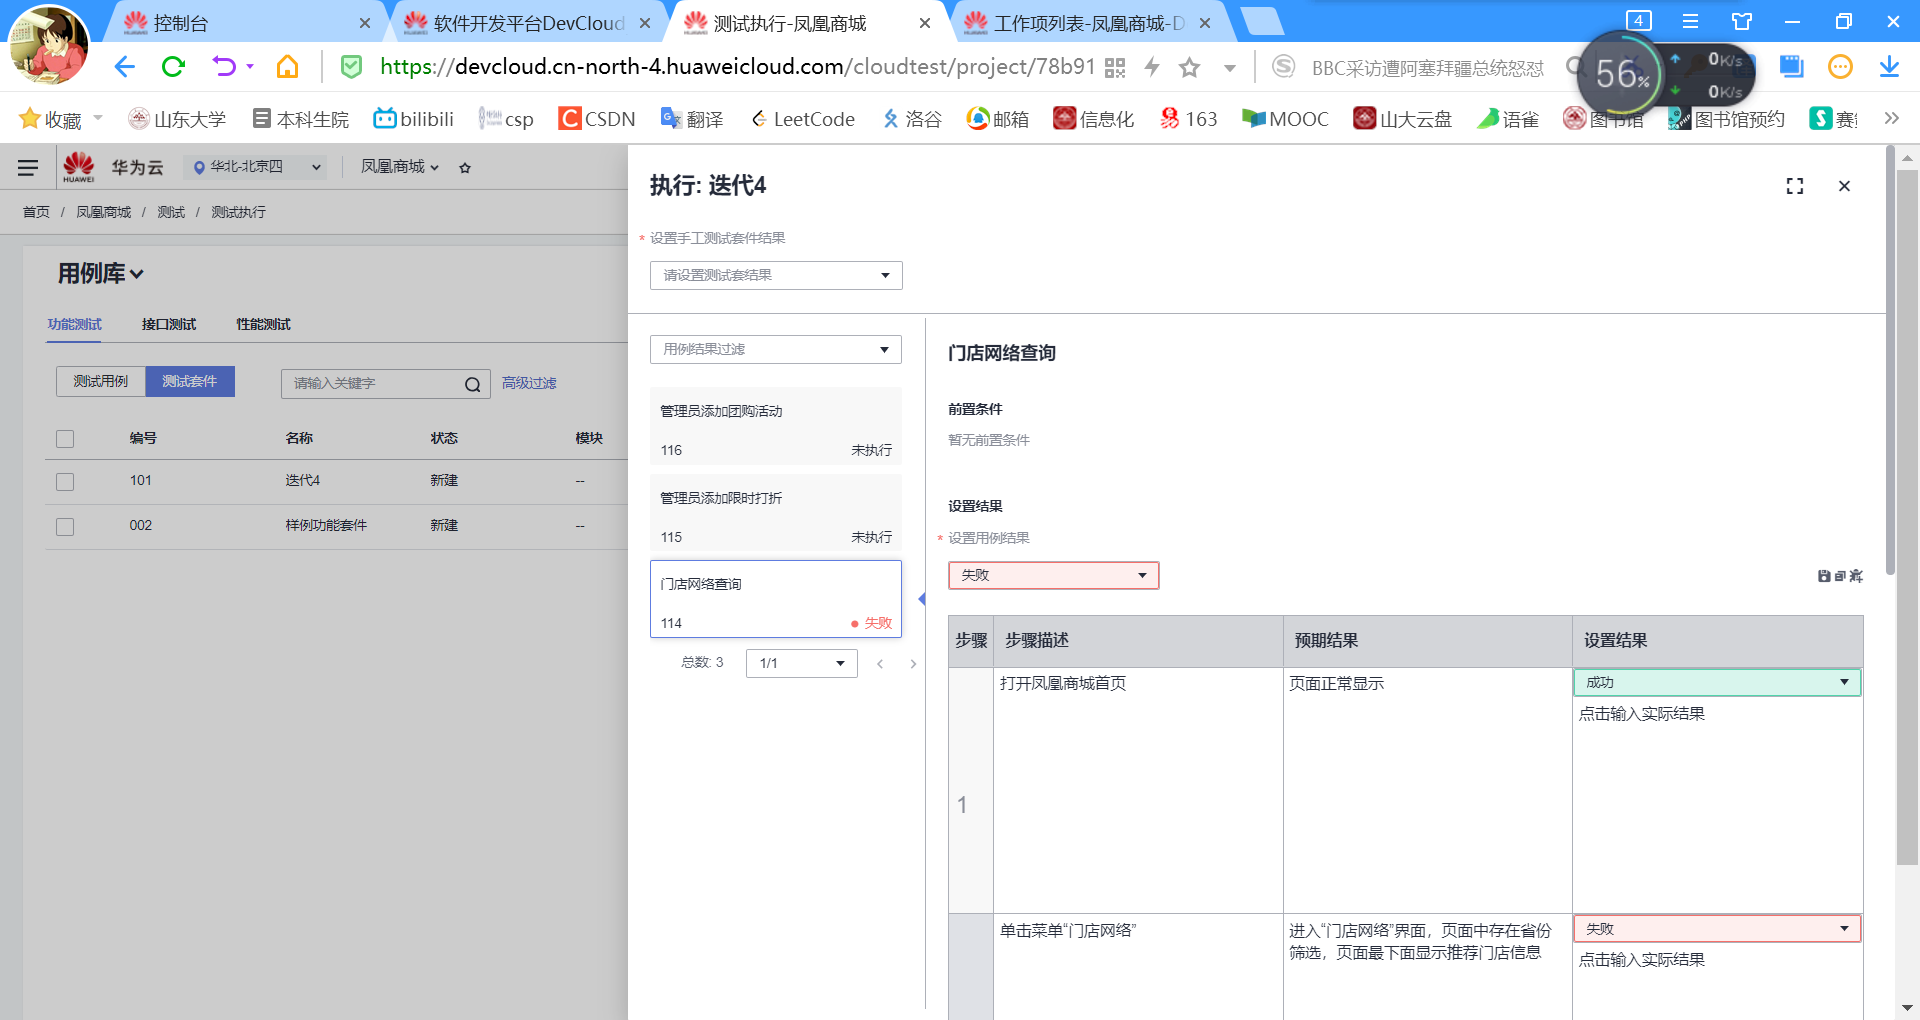 控制台
软件开发平台DevCloud
测试执行-凤凰商城
工作项列表-凤凰商城-D
4
https://devcloud.cn-north-4.huaweicloud.com/cloudtest/project/78b91
BBC采访遭阿塞拜疆总统怒怼
56%
0K/s
0K/s
收藏
山东大学
本科生院
bilibili
csp
CSDN
翻译
LeetCode
洛谷
邮箱
信息化
163
MOOC
山大云盘
语雀
图书馆
图书馆预约
HUAWEI
华为云
华北-北京四
凤凰商城
首页 / 凤凰商城 / 测试 / 测试执行
用例库
功能测试
接口测试
性能测试
测试用例
测试套件
请输入关键字
高级过滤
编号
名称
状态
模块
101
迭代4
新建
--
002
样例功能套件
新建
--
执行: 迭代4
* 设置手工测试套件结果
请设置测试套结果
用例结果过滤
管理员添加团购活动
116
未执行
管理员添加限时打折
115
未执行
门店网络查询
114
失败
总数: 3
1/1
门店网络查询
前置条件
暂无前置条件
设置结果
* 设置用例结果
失败
步骤
步骤描述
预期结果
设置结果
1
打开凤凰商城首页
页面正常显示
成功
点击输入实际结果
单击菜单“门店网络”
进入“门店网络”界面，页面中存在省份
筛选，页面最下面显示推荐门店信息
失败
点击输入实际结果